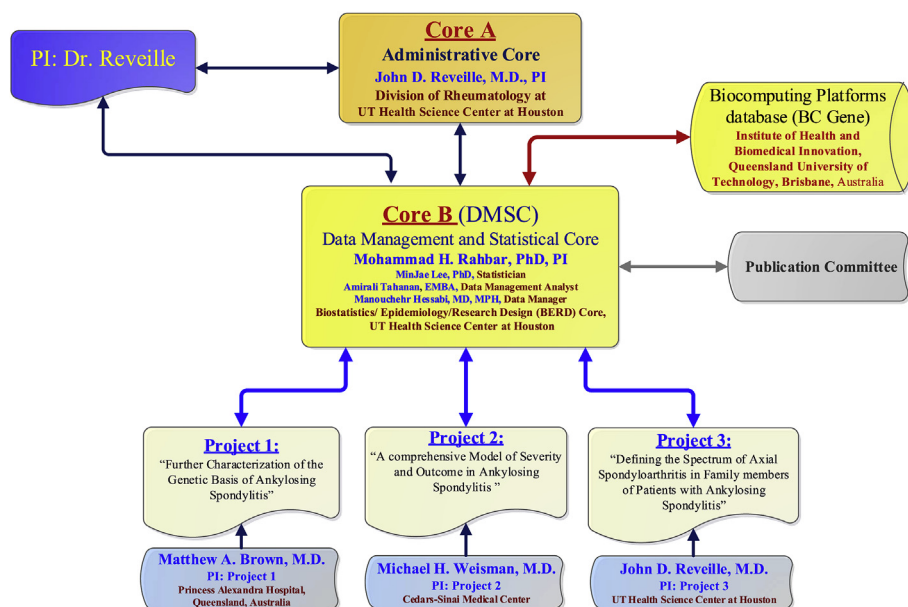 PI: Dr. Reveille
Core A
Administrative Core
John D. Reveille, M.D., PI
Division of Rheumatology at
UT Health Science Center at Houston
Biocomputing Platforms
database (BC Gene)
Institute of Health and
Biomedical Innovation,
Queensland University of
Technology, Brisbane, Australia
Core B (DMSC)
Data Management and Statistical Core
Mohammad H. Rahbar, PhD, PI
MinJae Lee, PhD, Statistician
Amirali Tahanan, EMBA, Data Management Analyst
Manouchehr Hessabi, MD, MPH, Data Manager
Biostatistics/ Epidemiology/Research Design (BERD) Core,
UT Health Science Center at Houston
Publication Committee
Project 1:
“Further Characterization of the
Genetic Basis of Ankylosing
Spondylitis”
Project 2:
“A comprehensive Model of Severity
and Outcome in Ankylosing
Spondylitis ”
Project 3:
“Defining the Spectrum of Axial
Spondyloarthritis in Family members
of Patients with Ankylosing
Spondylitis”
Matthew A. Brown, M.D.
PI: Project 1
Princess Alexandra Hospital,
Queensland, Australia
Michael H. Weisman, M.D.
PI: Project 2
Cedars-Sinai Medical Center
John D. Reveille, M.D.
PI: Project 3
UT Health Science Center at Houston